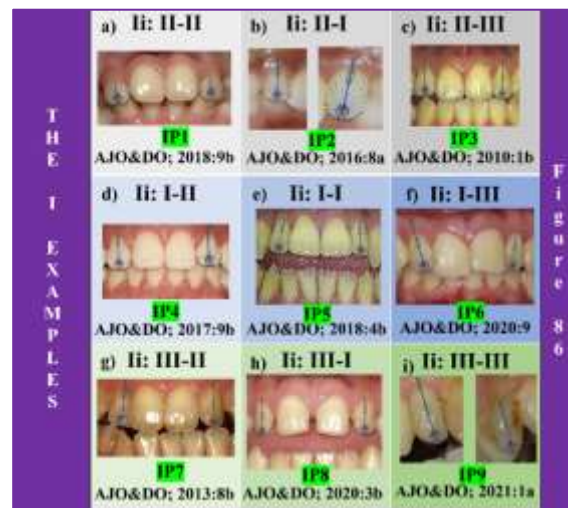 THE I EXAMPLES
a) Ii: II-II
IP1
AJO&DO; 2018:9b
b) Ii: II-I
IP2
AJO&DO; 2016:8a
c) Ii: II-III
IP3
AJO&DO; 2010:1b
d) Ii: I-II
IP4
AJO&DO; 2017:9b
e) Ii: I-I
IP5
AJO&DO; 2018:4b
f) Ii: I-III
IP6
AJO&DO; 2020:9
g) Ii: III-II
IP7
AJO&DO; 2013:8b
h) Ii: III-I
IP8
AJO&DO; 2020:3b
i) Ii: III-III
IP9
AJO&DO; 2021:1a
Figure 86